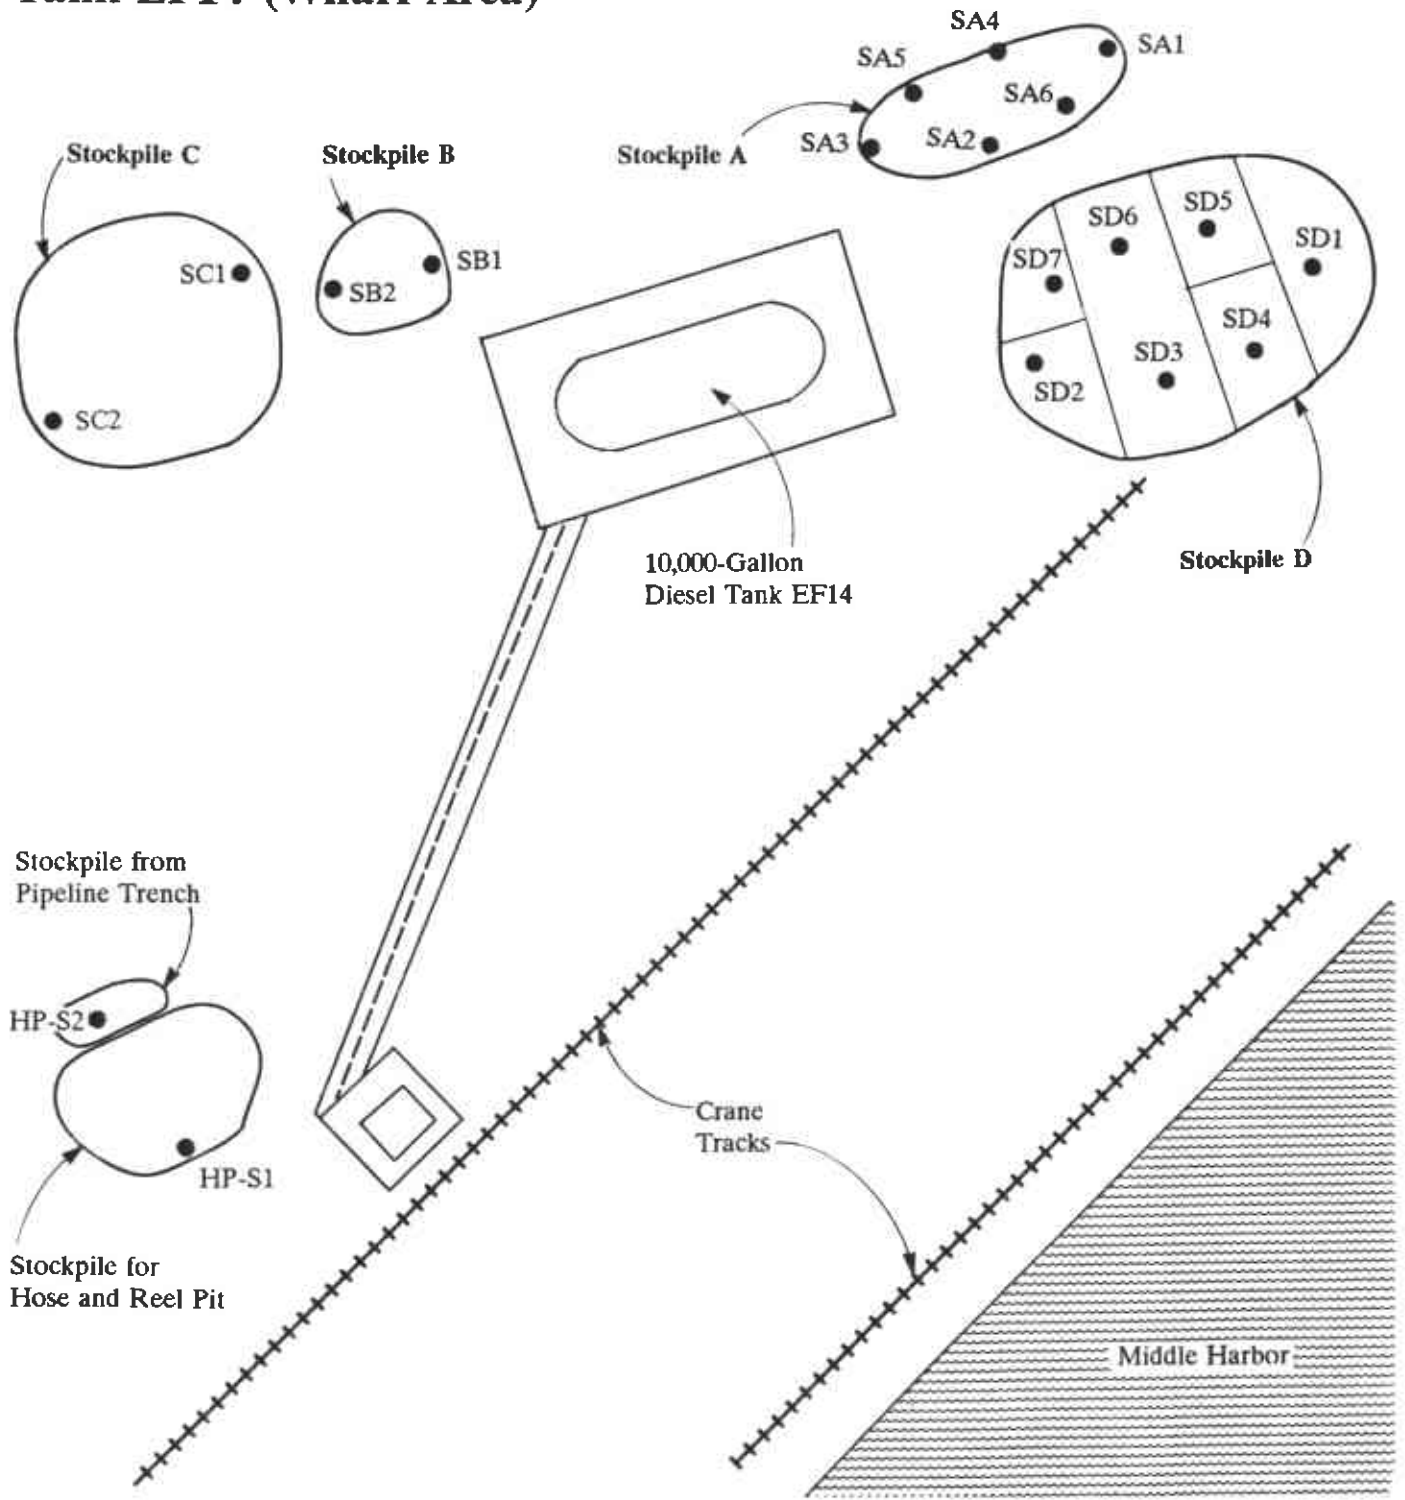 (Wharf Area)
SA4
SA1
SA5
SA6
SA3
SA2
Stockpile C
Stockpile B
Stockpile A
SD5
SD6
SD1
SD7
SC1
SB1
SB2
SD4
SD3
SD2
SC2
10,000-Gallon
Diesel Tank EF14
Stockpile D
Stockpile from
Pipeline Trench
HP-S2
Crane
Tracks
HP-S1
Stockpile for
Hose and Reel Pit
Middle Harbor